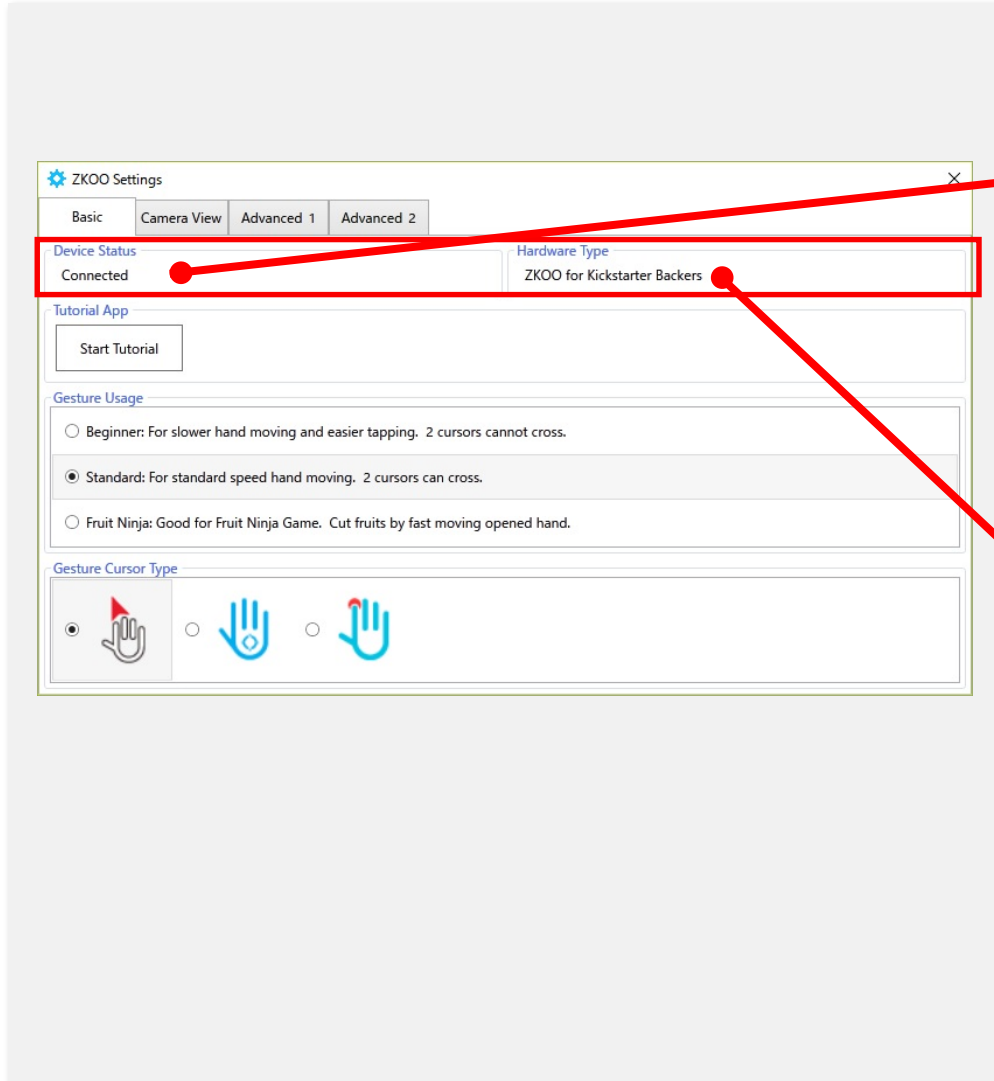 ZKOO Settings
Basic Camera View Advanced 1 Advanced 2
Device Status Hardware Type
Connected ZKOO for Kickstarter Backers
Tutorial App
Start Tutorial
Gesture Usage
Beginner: For slower hand moving and easier tapping. 2 cursors cannot cross.
Standard: For standard speed hand moving. 2 cursors can cross.
Fruit Ninja: Good for Fruit Ninja Game. Cut fruits by fast moving opened hand.
Gesture Cursor Type